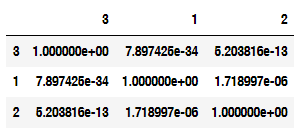 3 1 2
3 1.000000e+00 7.897425e-34 5.203816e-13
1 7.897425e-34 1.000000e+00 1.718997e-06
2 5.203816e-13 1.718997e-06 1.000000e+00